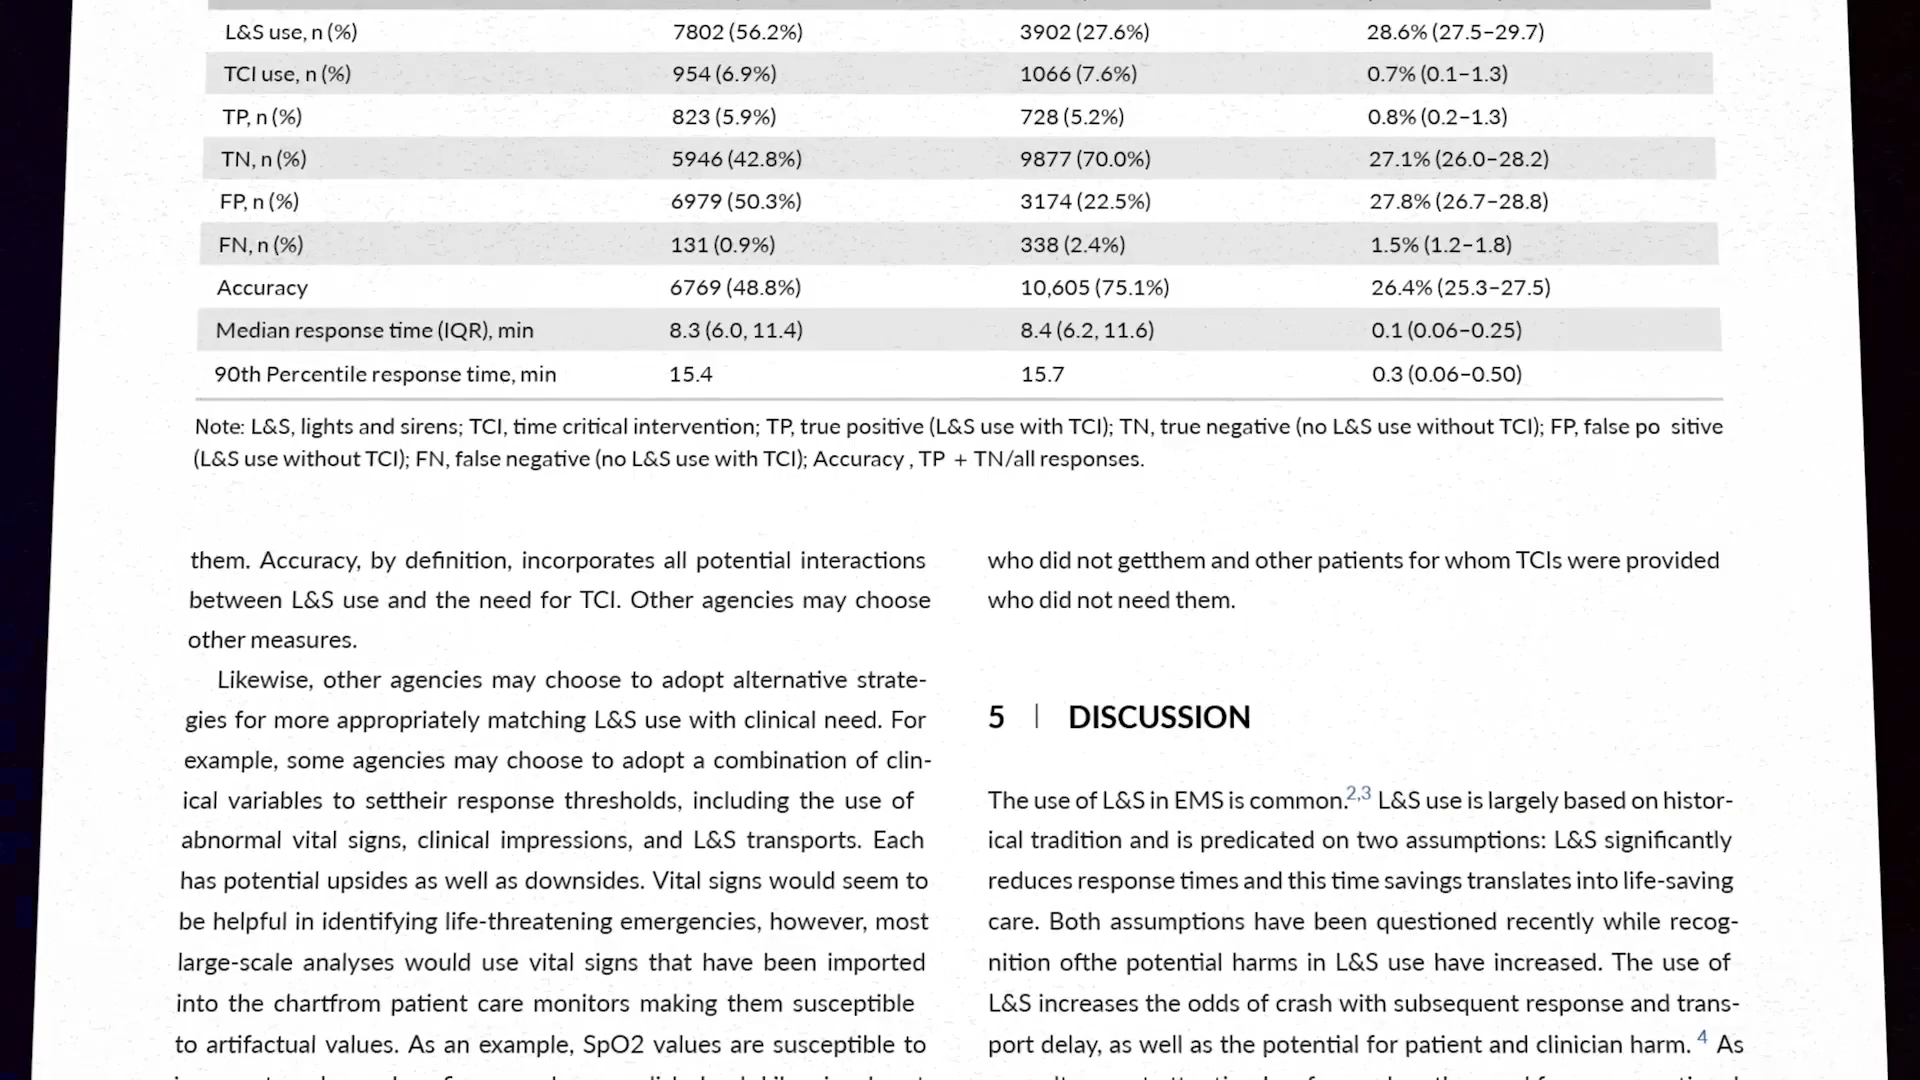 L&S use, n (%) 7802 (56.2%) 3902 (27.6%) 28.6% (27.5–29.7)
TCI use, n (%) 954 (6.9%) 1066 (7.6%) 0.7% (0.1–1.3)
TP, n (%) 823 (5.9%) 728 (5.2%) 0.8% (0.2–1.3)
TN, n (%) 5946 (42.8%) 9877 (70.0%) 27.1% (26.0–28.2)
FP, n (%) 6979 (50.3%) 3174 (22.5%) 27.8% (26.7–28.8)
FN, n (%) 131 (0.9%) 338 (2.4%) 1.5% (1.2–1.8)
Accuracy 6769 (48.8%) 10,605 (75.1%) 26.4% (25.3–27.5)
Median response time (IQR), min 8.3 (6.0, 11.4) 8.4 (6.2, 11.6) 0.1 (0.06–0.25)
90th Percentile response time, min 15.4 15.7 0.3 (0.06–0.50)
Note: L&S, lights and sirens; TCI, time critical intervention; TP, true positive (L&S use with TCI); TN, true negative (no L&S use without TCI); FP, false po sitive
(L&S use without TCI); FN, false negative (no L&S use with TCI); Accuracy , TP + TN/all responses.
them. Accuracy, by definition, incorporates all potential interactions
between L&S use and the need for TCI. Other agencies may choose
other measures.
Likewise, other agencies may choose to adopt alternative strate-
gies for more appropriately matching L&S use with clinical need. For
example, some agencies may choose to adopt a combination of clin-
ical variables to settheir response thresholds, including the use of
abnormal vital signs, clinical impressions, and L&S transports. Each
has potential upsides as well as downsides. Vital signs would seem to
be helpful in identifying life-threatening emergencies, however, most
large-scale analyses would use vital signs that have been imported
into the chartfrom patient care monitors making them susceptible
to artifactual values. As an example, SpO2 values are susceptible to
who did not getthem and other patients for whom TCIs were provided
who did not need them.
5 | DISCUSSION
The use of L&S in EMS is common.2,3 L&S use is largely based on histor-
ical tradition and is predicated on two assumptions: L&S significantly
reduces response times and this time savings translates into life-saving
care. Both assumptions have been questioned recently while recog-
nition ofthe potential harms in L&S use have increased. The use of
L&S increases the odds of crash with subsequent response and trans-
port delay, as well as the potential for patient and clinician harm. 4 As